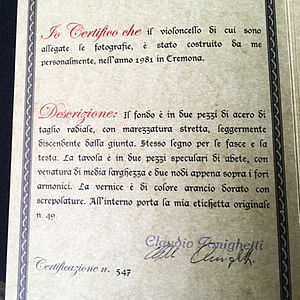 Io Certifico che il violoncello di cui sono
allegate le fotografie, è stato costruito da me
personalmente, nell'anno 1981 in Cremona.
Descrizione: Il fondo è in due pezzi di acero di
taglio radiale, con marezzatura stretta, leggermente
discendente dalla giunta. Stesso legno per le fasce e la
testa. La tavola è in due pezzi speculari di abete, con
venatura di media larghezza e due nodi appena sopra i fori
armonici. La vernice è di colore arancio dorato con
screpolature. All'interno porta la mia etichetta originale
n 49
Claudio
Certificazione n. 547